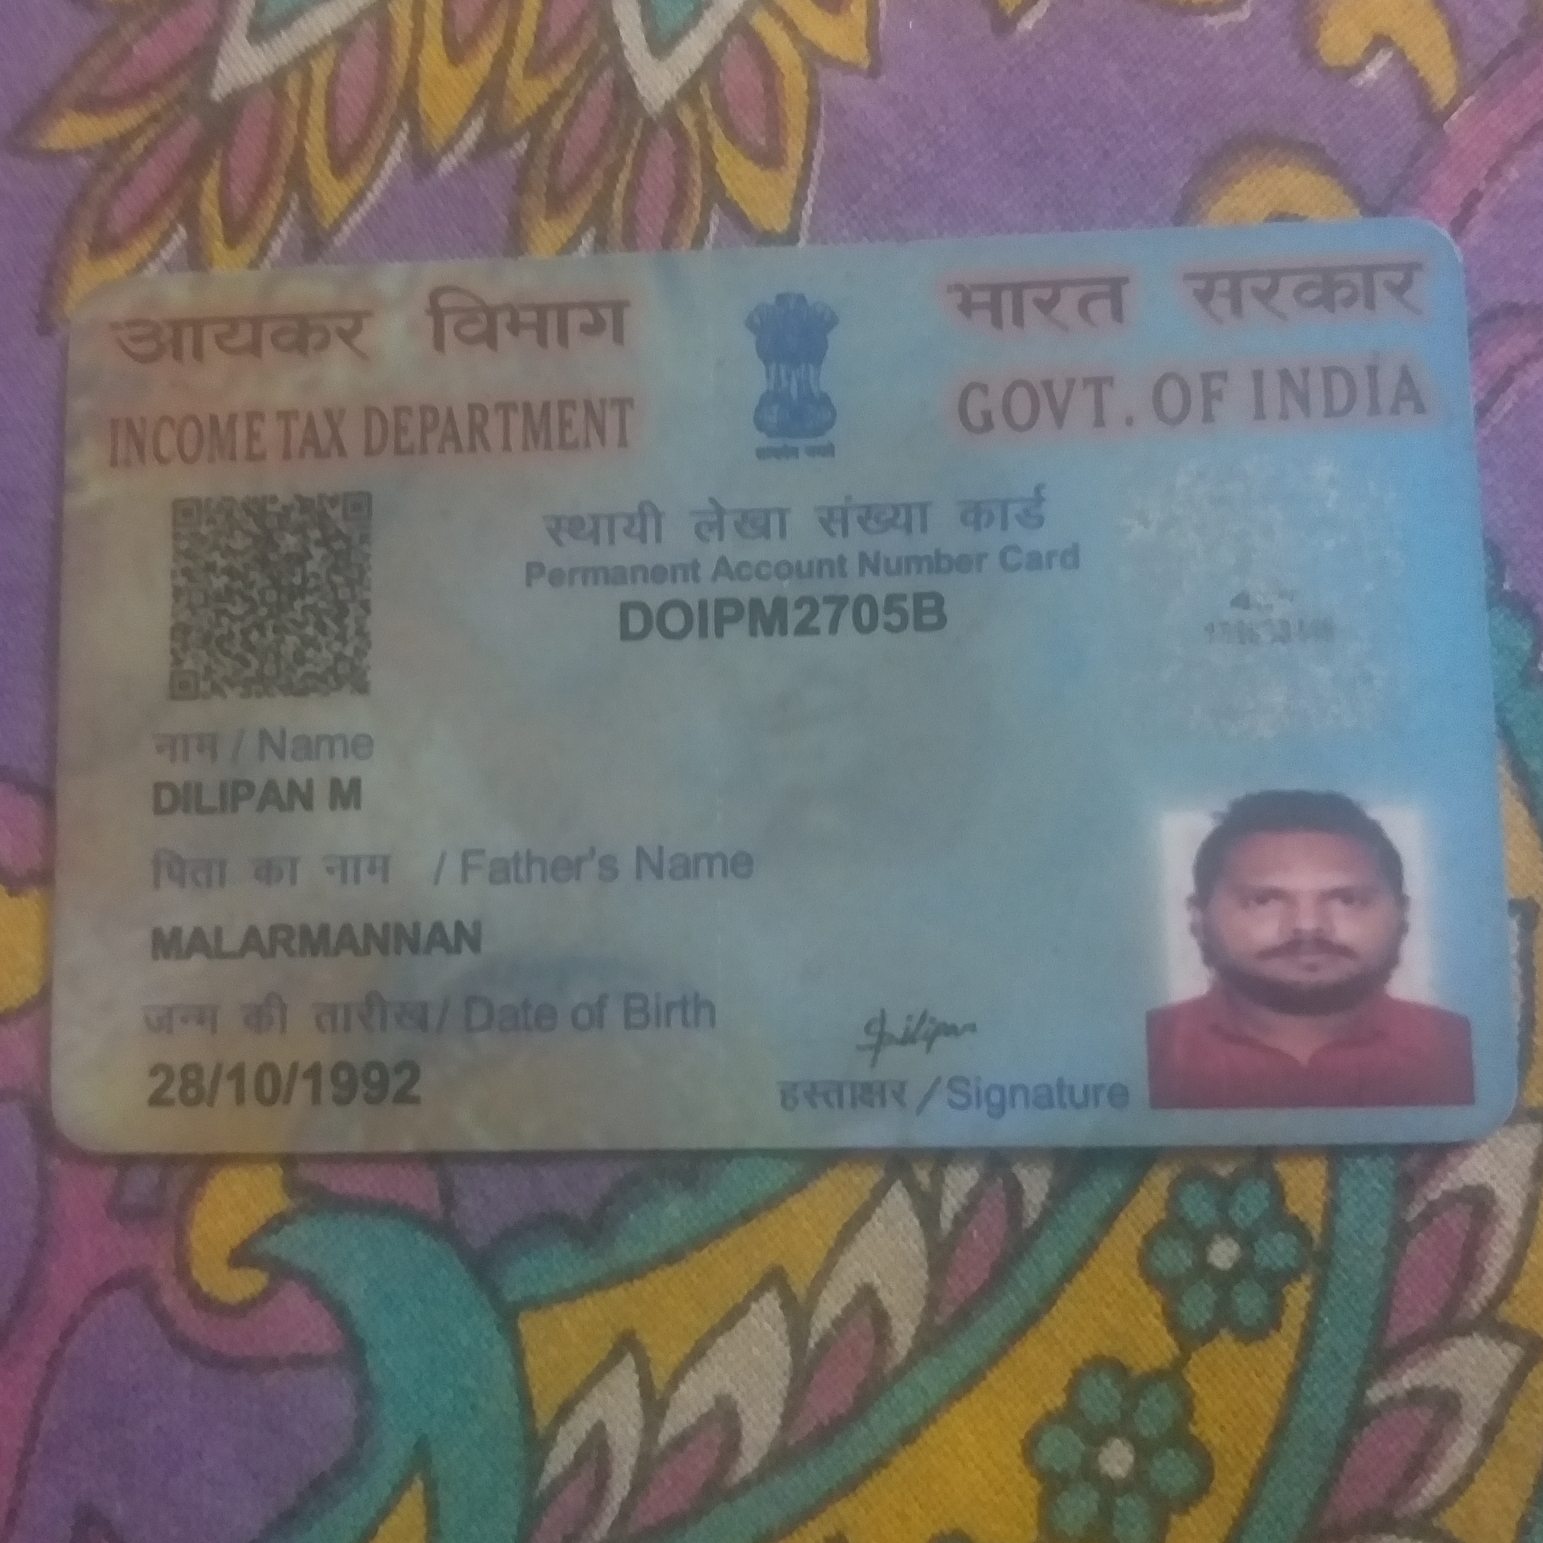 आयकर विभाग
INCOME TAX DEPARTMENT
भारत सरकार
GOVT. OF INDIA
स्थायी लेखा संख्या कार्ड
Permanent Account Number Card
DOIPM2705B
नाम / Name
DILIPAN M
पिता का नाम / Father's Name
MALARMANNAN
जन्म की तारीख / Date of Birth
28/10/1992
Dilipan
हस्ताक्षर / Signature